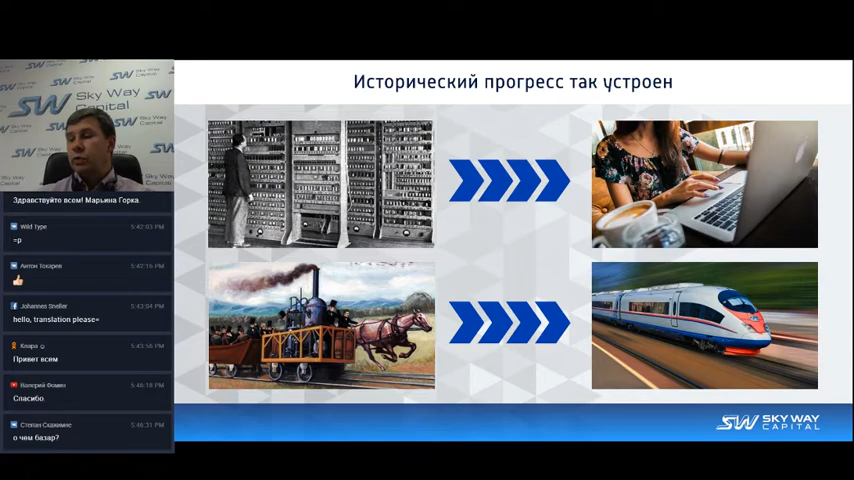 Исторический прогресс так устроен
Sky Way
Capital
Здравствуйте всем! Марьина Горка.
Wild Type
5:42:03 PM
=p
Антон Токарев
5:42:16 PM
Johannes Sneller
5:43:04 PM
hello, translation please=
Клара
5:43:56 PM
Привет всем
Валерий Фомин
5:46:18 PM
Спасибо.
Степан Скажимне
5:46:31 PM
о чем базар?
SW SKY WAY
CAPITAL